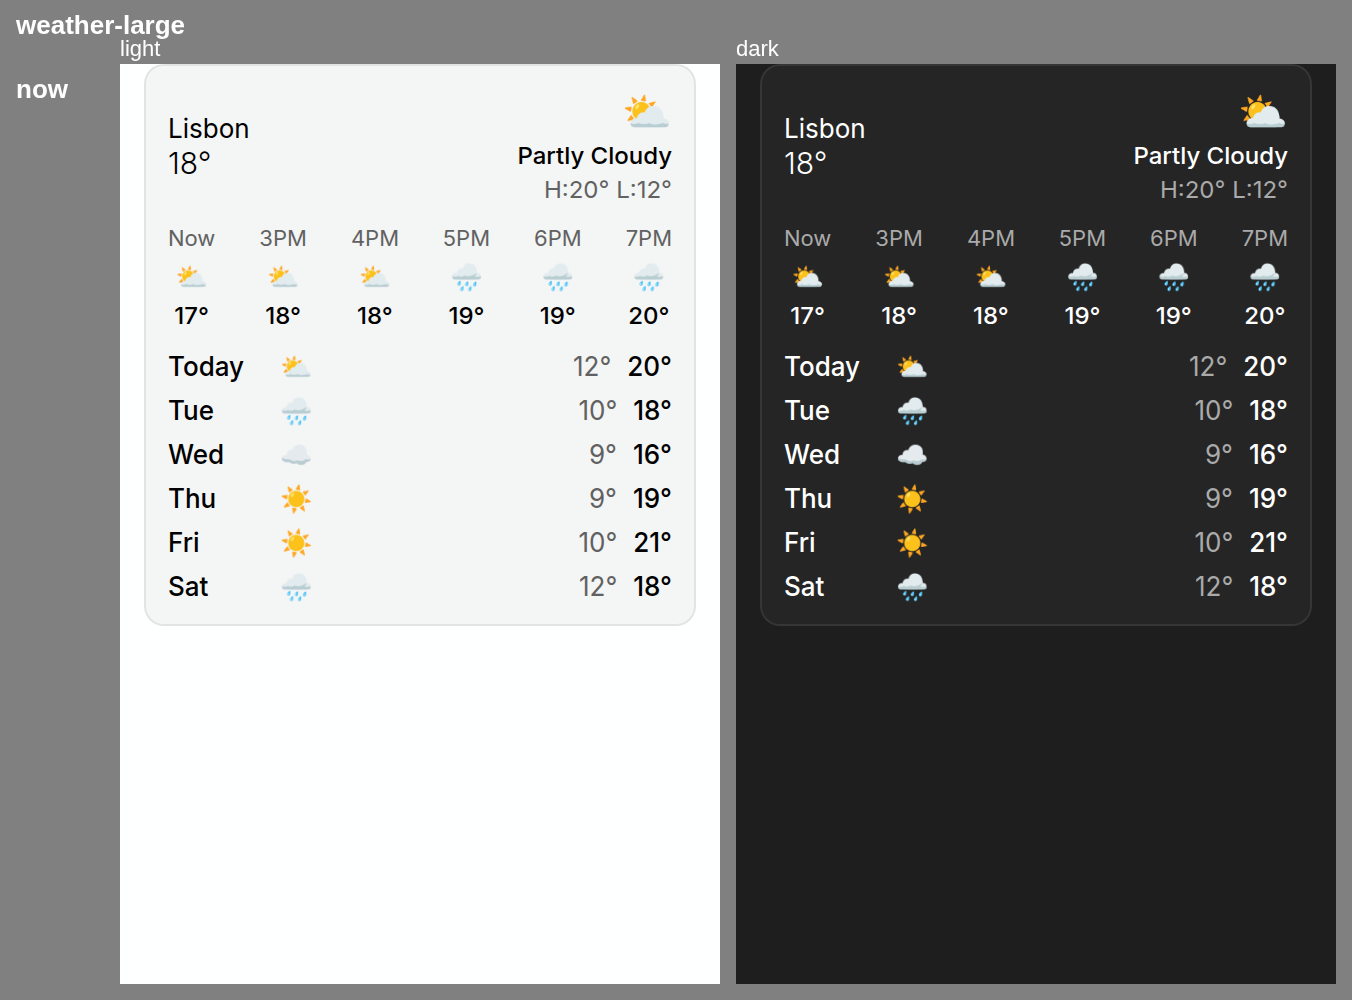 weather-large
light
dark
now
Lisbon
18°
Partly Cloudy
H:20° L:12°
Now 3PM 4PM 5PM 6PM 7PM
17° 18° 18° 19° 19° 20°
Today 12° 20°
Tue 10° 18°
Wed 9° 16°
Thu 9° 19°
Fri 10° 21°
Sat 12° 18°
Lisbon
18°
Partly Cloudy
H:20° L:12°
Now 3PM 4PM 5PM 6PM 7PM
17° 18° 18° 19° 19° 20°
Today 12° 20°
Tue 10° 18°
Wed 9° 16°
Thu 9° 19°
Fri 10° 21°
Sat 12° 18°